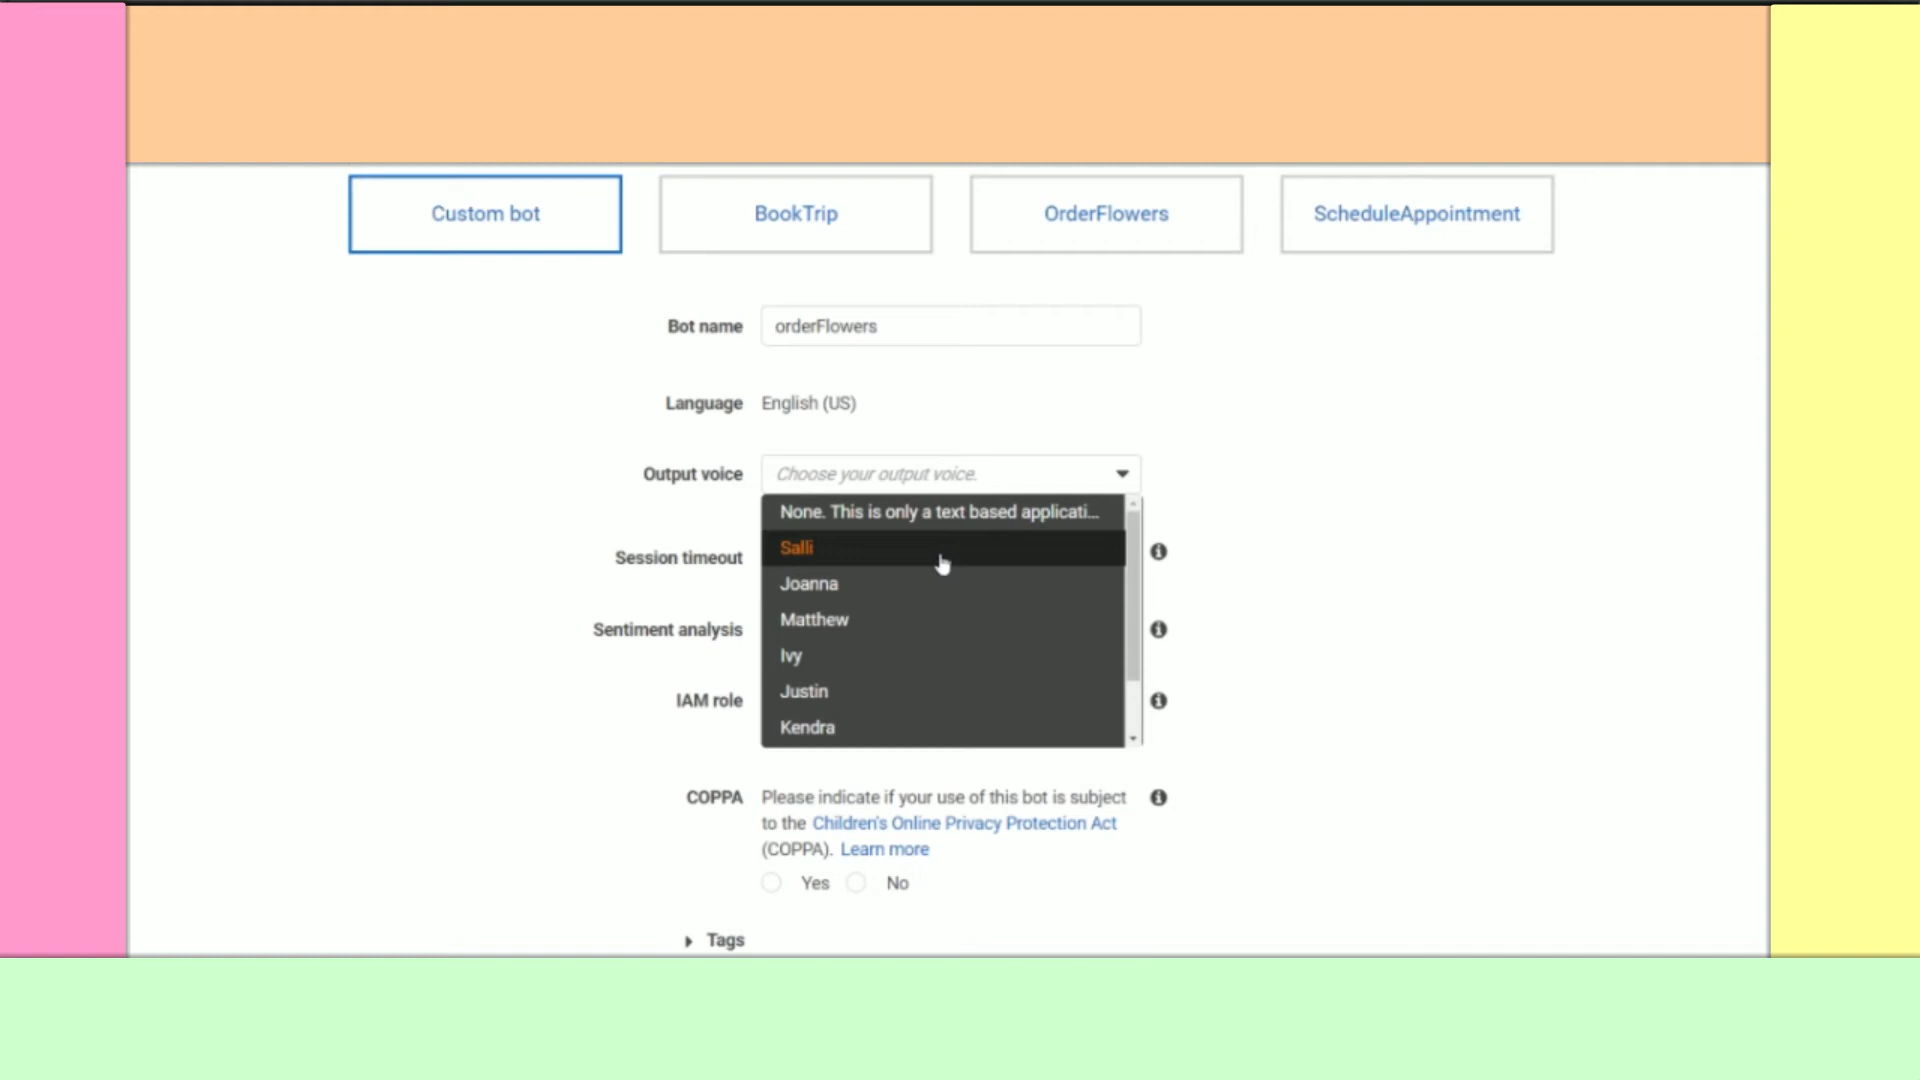 Custom bot
BookTrip
OrderFlowers
ScheduleAppointment
Bot name
orderFlowers
Language
English (US)
Output voice
Choose your output voice.
None. This is only a text based applicati...
Salli
Session timeout
Joanna
Matthew
Sentiment analysis
Ivy
Justin
IAM role
Kendra
COPPA
Please indicate if your use of this bot is subject
to the Children's Online Privacy Protection Act
(COPPA). Learn more
Yes
No
Tags